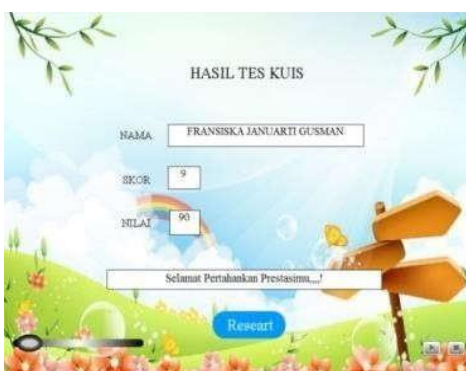 HASIL TES KUIS
NAMA FRANSISKA JANUARTI GUSMAN
SKOR 9
NILAI 90
Selamat Pertahankan Prestasimu,,,,!
Researt